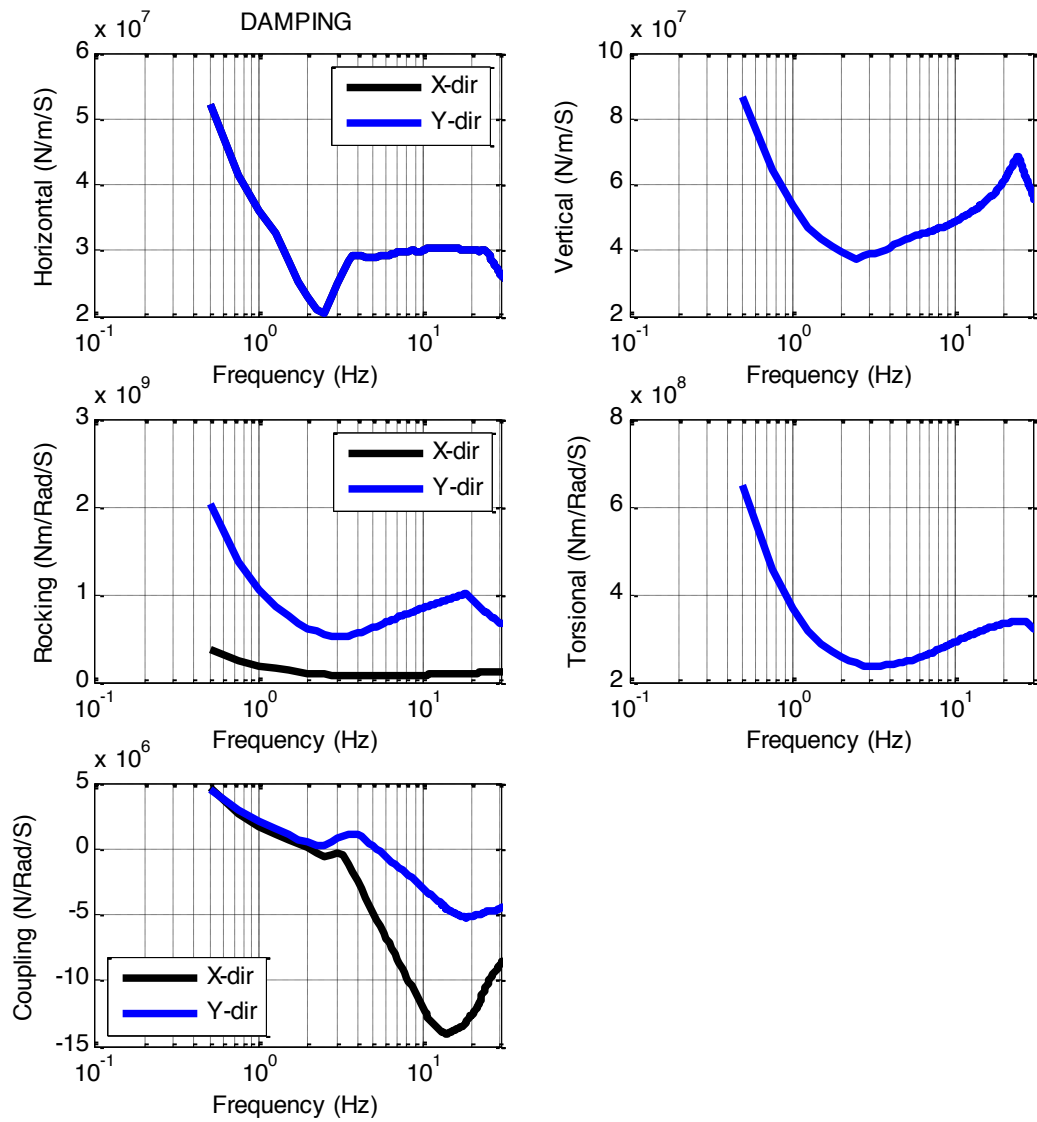 DAMPING
x 10^7
Horizontal (N/m/S)
6
5
4
3
2
X-dir
Y-dir
10^-1 10^0 10^1
Frequency (Hz)
x 10^7
Vertical (N/m/S)
10
8
6
4
2
10^-1 10^0 10^1
Frequency (Hz)
x 10^9
Rocking (Nm/Rad/S)
3
2
1
0
X-dir
Y-dir
10^-1 10^0 10^1
Frequency (Hz)
x 10^8
Torsional (Nm/Rad/S)
8
6
4
2
10^-1 10^0 10^1
Frequency (Hz)
x 10^6
Coupling (N/Rad/S)
5
0
-5
-10
-15
X-dir
Y-dir
10^-1 10^0 10^1
Frequency (Hz)